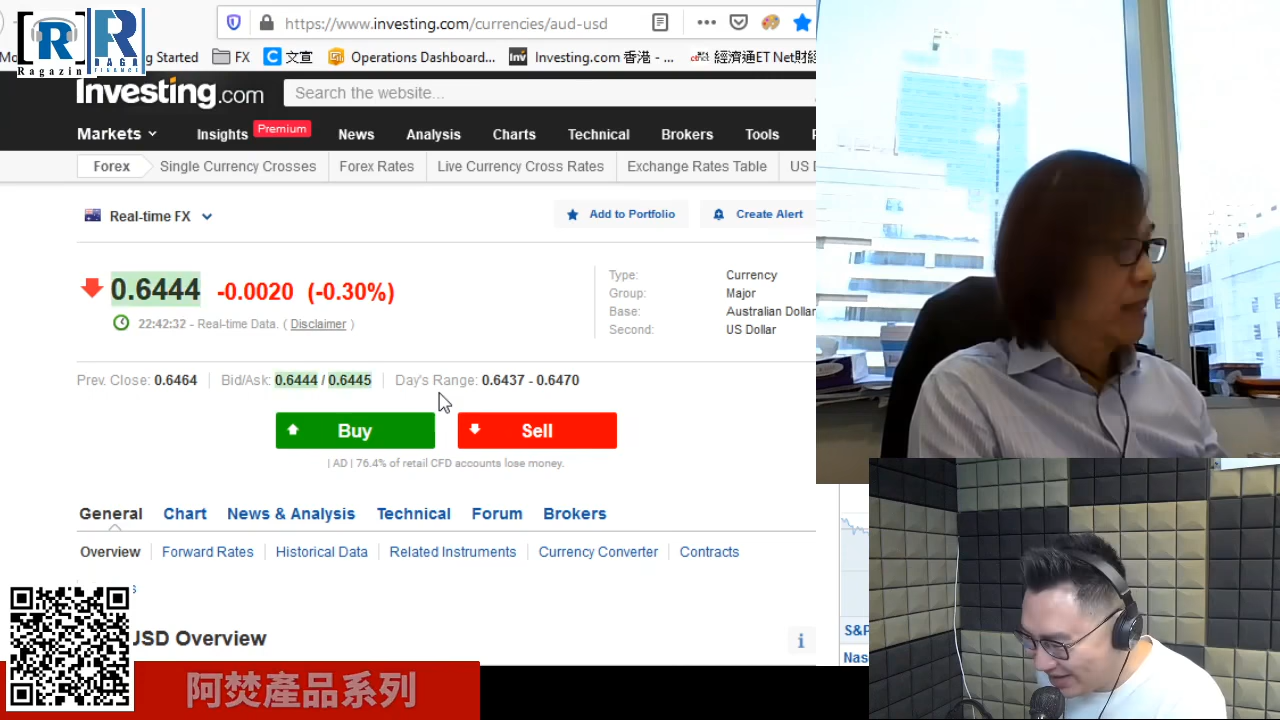 https://www.investing.com/currencies/aud-usd
ing Started
FX
文宣
Operations Dashboard...
Investing.com 香港 - ...
經濟通ET Net財經
[R R
Ragazin
RAGA
FINANCE
Investing.com
Search the website...
Markets
Insights
Premium
News
Analysis
Charts
Technical
Brokers
Tools
Forex
Single Currency Crosses
Forex Rates
Live Currency Cross Rates
Exchange Rates Table
US
Real-time FX
Add to Portfolio
Create Alert
0.6444 -0.0020 (-0.30%)
22:42:32 - Real-time Data. ( Disclaimer )
Type: Currency
Group: Major
Base: Australian Dollar
Second: US Dollar
Prev. Close: 0.6464
Bid/Ask: 0.6444 / 0.6445
Day's Range: 0.6437 - 0.6470
Buy
Sell
| AD | 76.4% of retail CFD accounts lose money.
General
Chart
News & Analysis
Technical
Forum
Brokers
Overview
Forward Rates
Historical Data
Related Instruments
Currency Converter
Contracts
USD Overview
S&P
Nas
阿焚產品系列